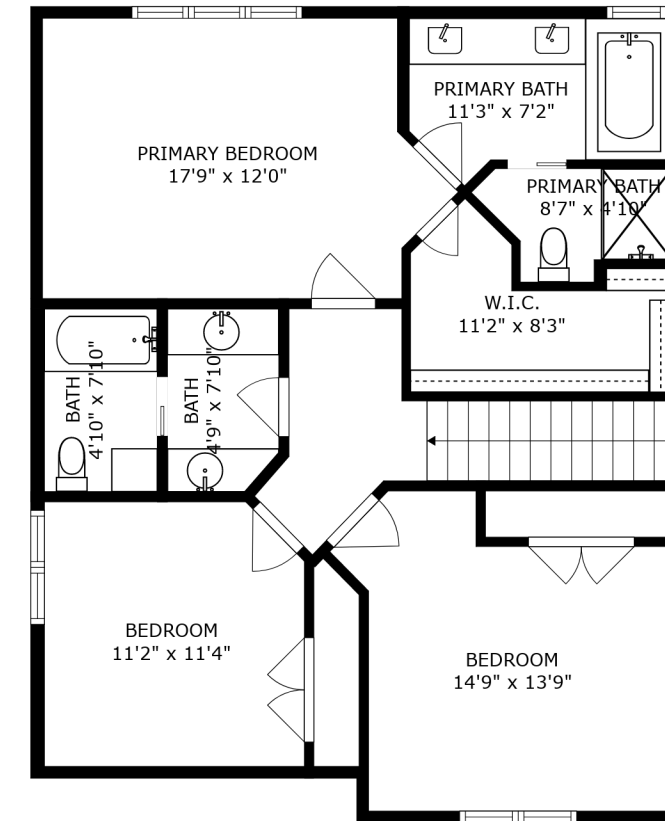 PRIMARY BATH
11'3" x 7'2"
PRIMARY BEDROOM
17'9" x 12'0"
PRIMARY BATH
8'7" x 4'10"
W.I.C.
11'2" x 8'3"
BATH
4'10" x 7'10"
BATH
4'9" x 7'10"
BEDROOM
11'2" x 11'4"
BEDROOM
14'9" x 13'9"